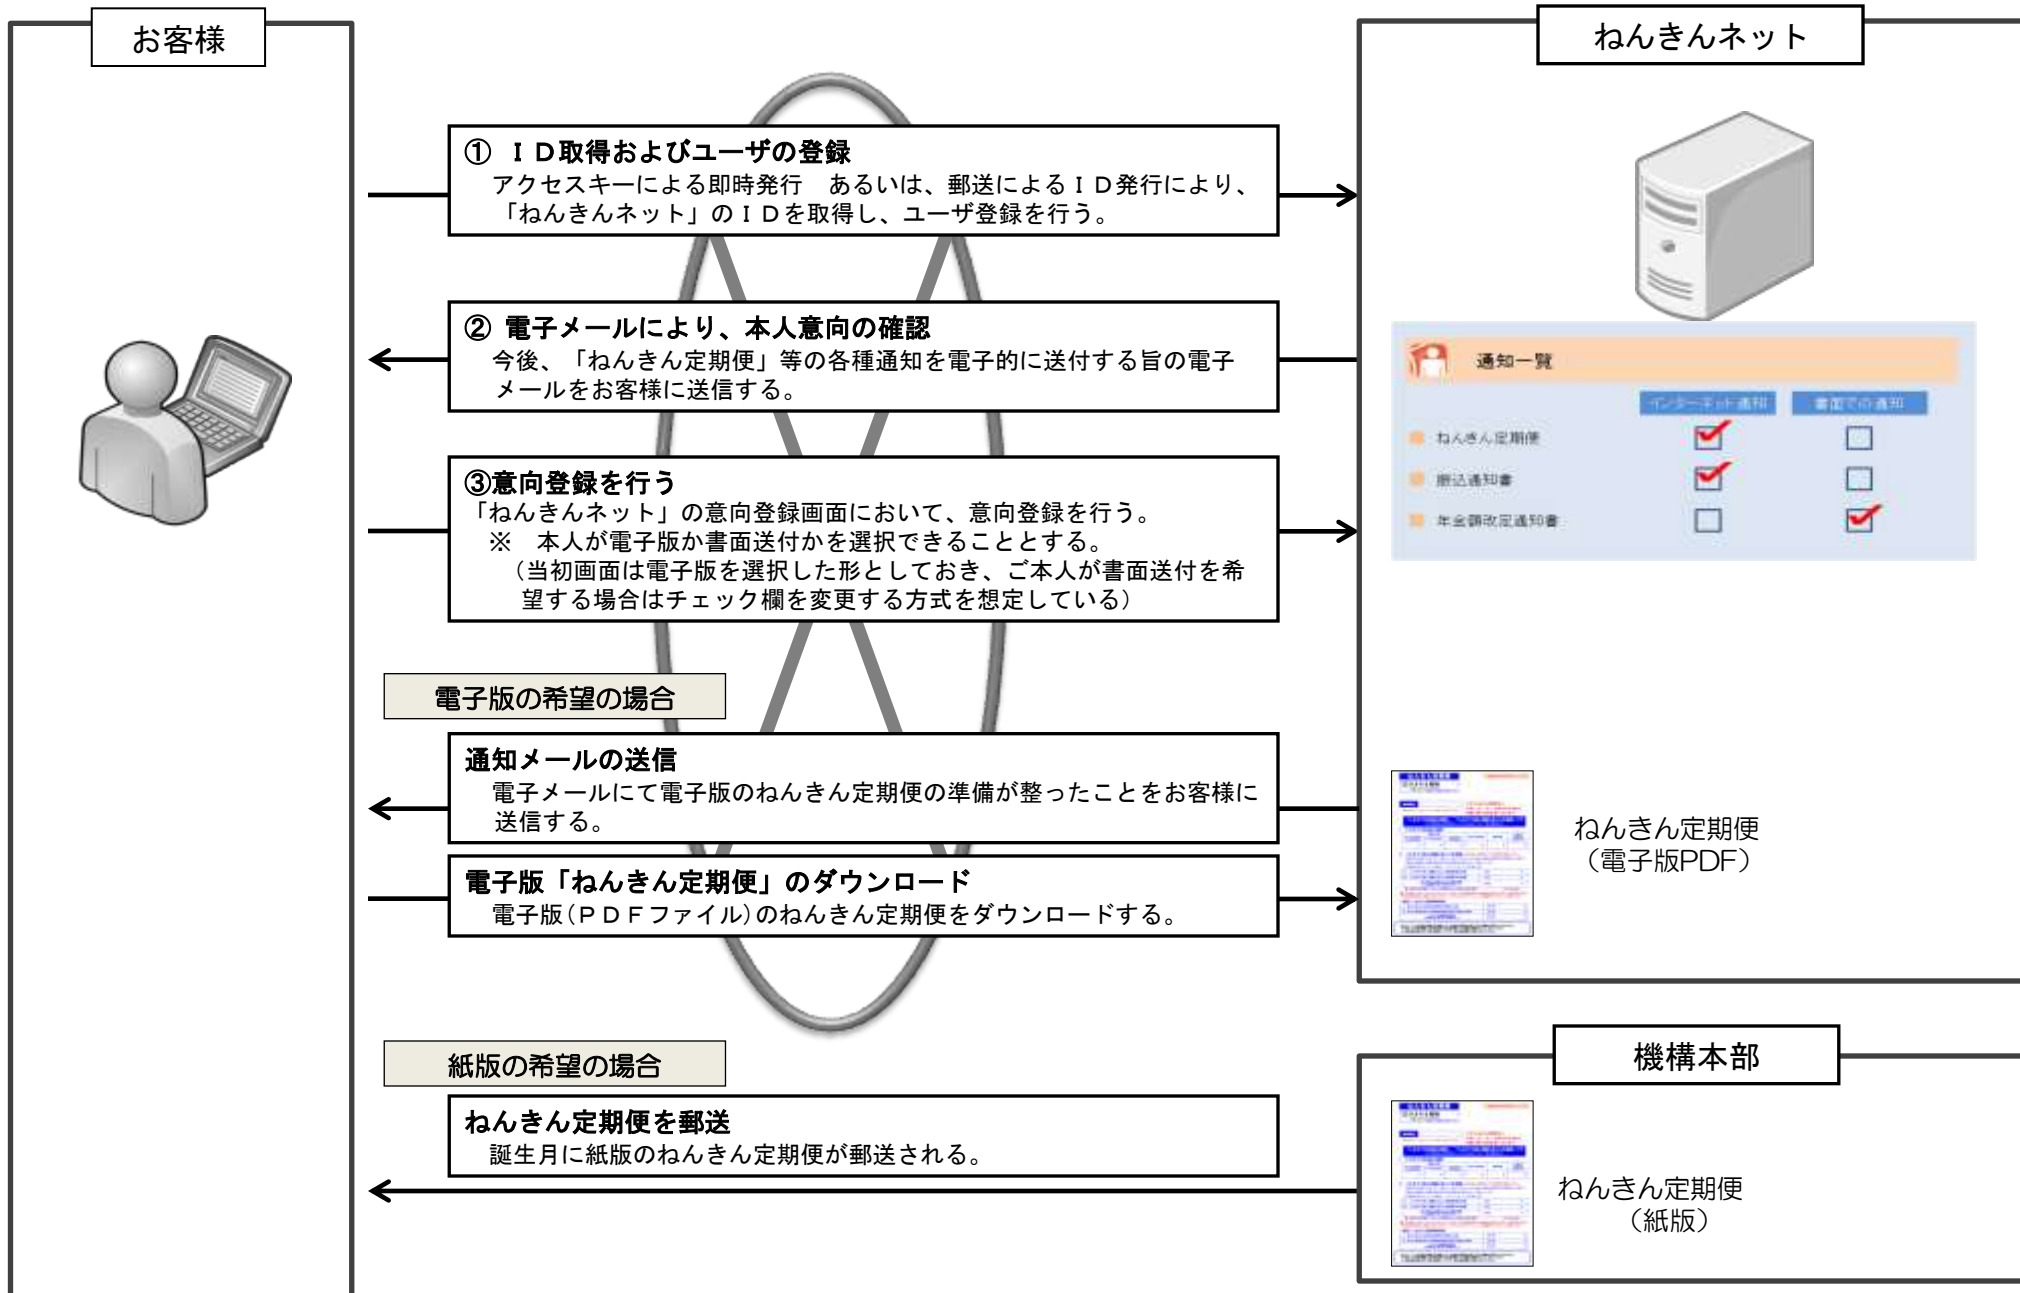 お客様
ねんきんネット
① ＩＤ取得およびユーザの登録
アクセスキーによる即時発行　あるいは、郵送によるＩＤ発行により、
「ねんきんネット」のＩＤを取得し、ユーザ登録を行う。
② 電子メールにより、本人意向の確認
今後、「ねんきん定期便」等の各種通知を電子的に送付する旨の電子
メールをお客様に送信する。
通知一覧
インターネット通知　書面での通知
ねんきん定期便
振込通知書
年金額改定通知書
③意向登録を行う
「ねんきんネット」の意向登録画面において、意向登録を行う。
※　本人が電子版か書面送付かを選択できることとする。
（当初画面は電子版を選択した形としておき、ご本人が書面送付を希
望する場合はチェック欄を変更する方式を想定している）
電子版の希望の場合
通知メールの送信
電子メールにて電子版のねんきん定期便の準備が整ったことをお客様に
送信する。
ねんきん定期便
（電子版PDF）
電子版「ねんきん定期便」のダウンロード
電子版（ＰＤＦファイル）のねんきん定期便をダウンロードする。
機構本部
紙版の希望の場合
ねんきん定期便を郵送
誕生月に紙版のねんきん定期便が郵送される。
ねんきん定期便
（紙版）